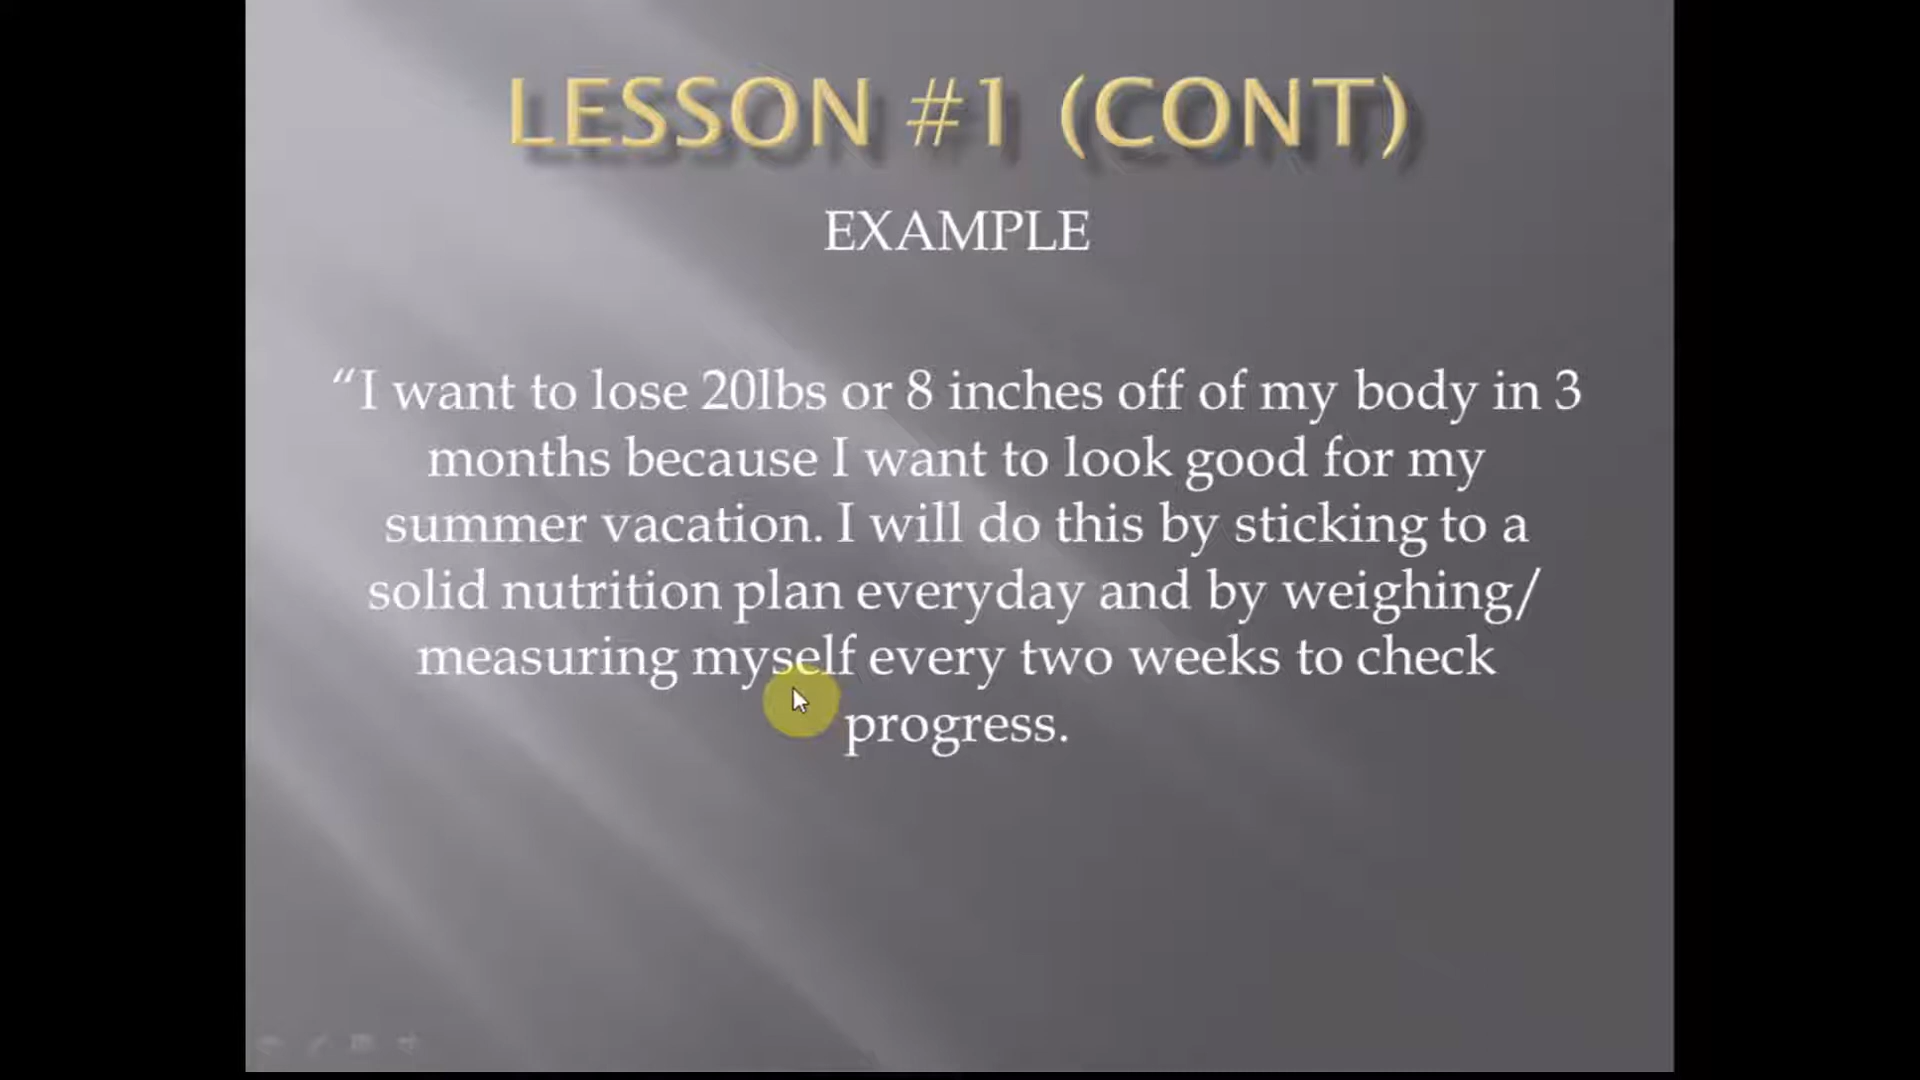 LESSON #1 (CONT)
EXAMPLE
“I want to lose 20lbs or 8 inches off of my body in 3
months because I want to look good for my
summer vacation. I will do this by sticking to a
solid nutrition plan everyday and by weighing/
measuring myself every two weeks to check
progress.